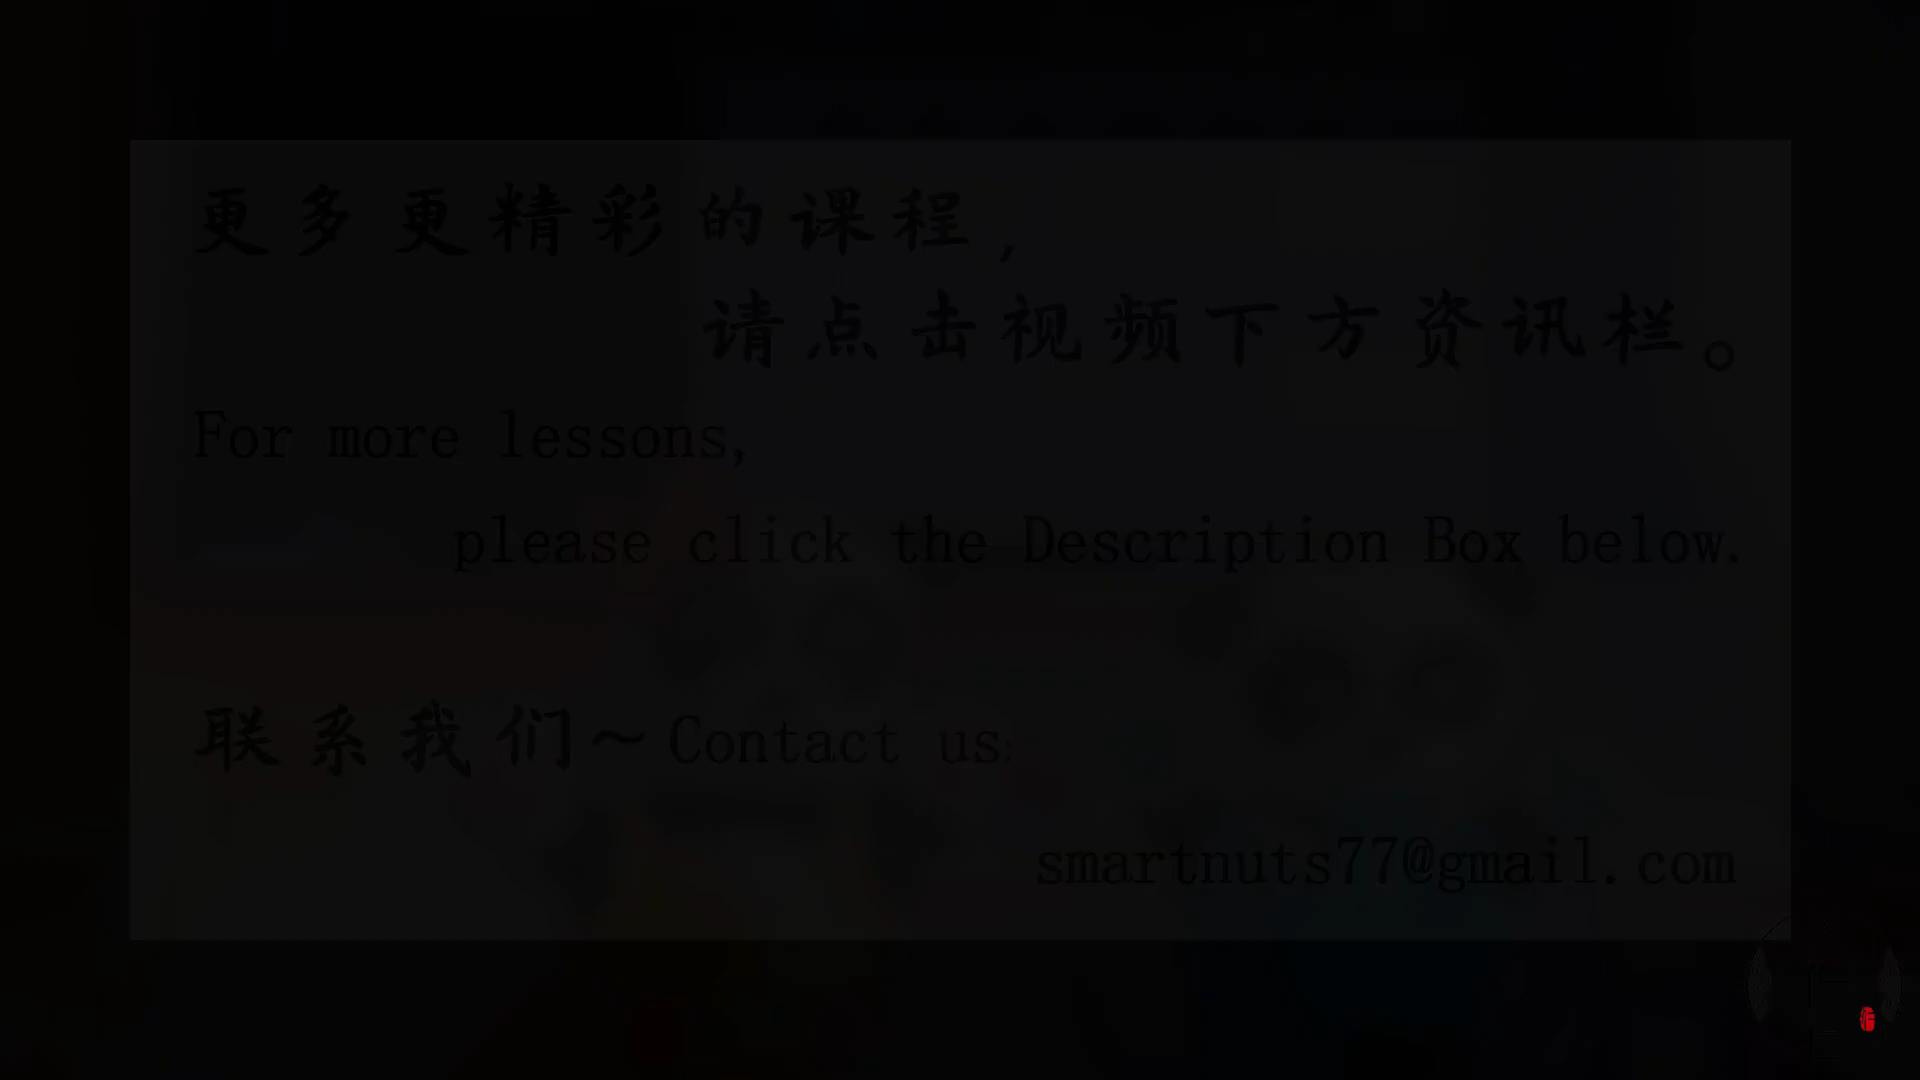 更多更精彩的课程，
请点击视频下方资讯栏。
For more lessons,
please click the Description Box below.
联系我们～Contact us:
smartnuts77@gmail.com